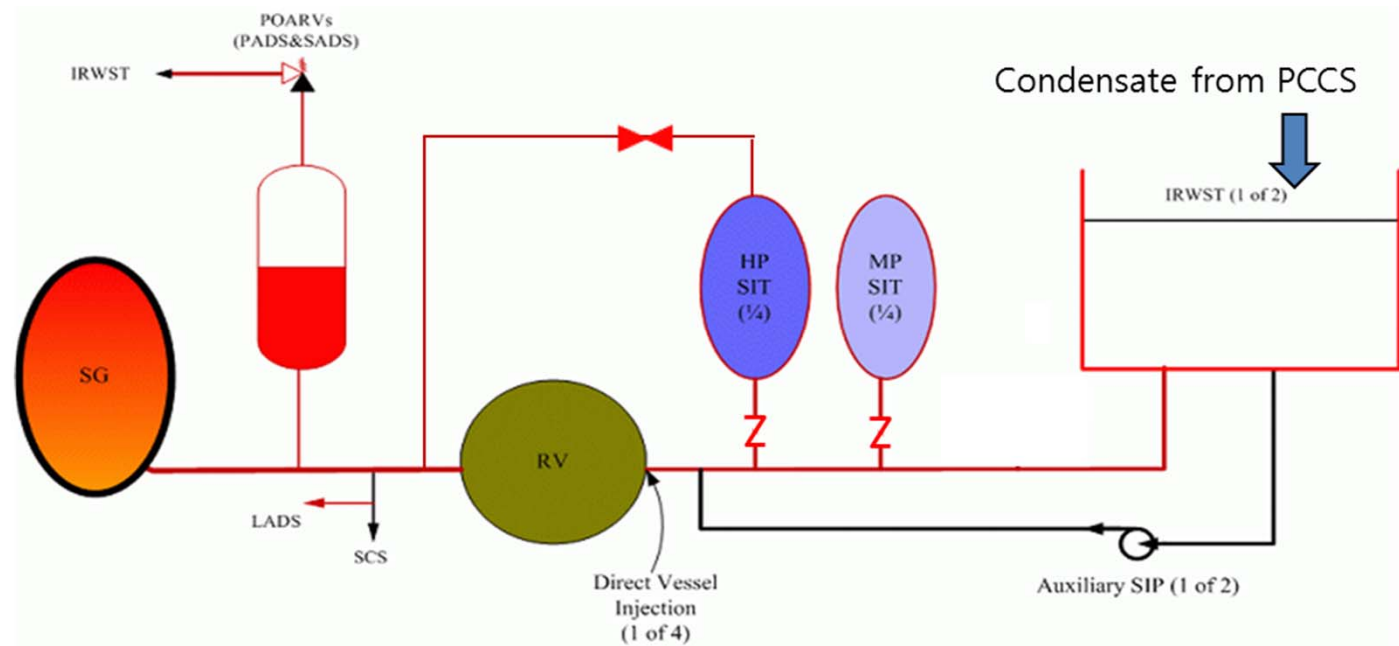 POARVs
(PADS&SADS)
IRWST
Condensate from PCCS
IRWST (1 of 2)
HP
SIT
(¼)
MP
SIT
(¼)
SG
RV
LADS
SCS
Direct Vessel
Injection
(1 of 4)
Auxiliary SIP (1 of 2)